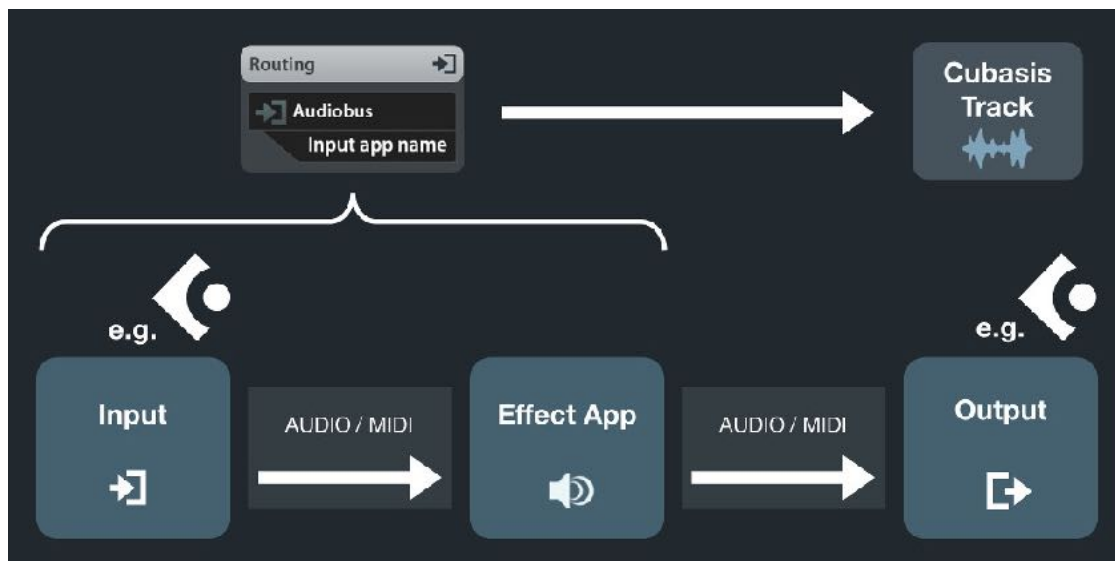 Routing
Audiobus
Input app name
Cubasis
Track
e.g.
e.g.
Input
AUDIO / MIDI
Effect App
AUDIO / MIDI
Output